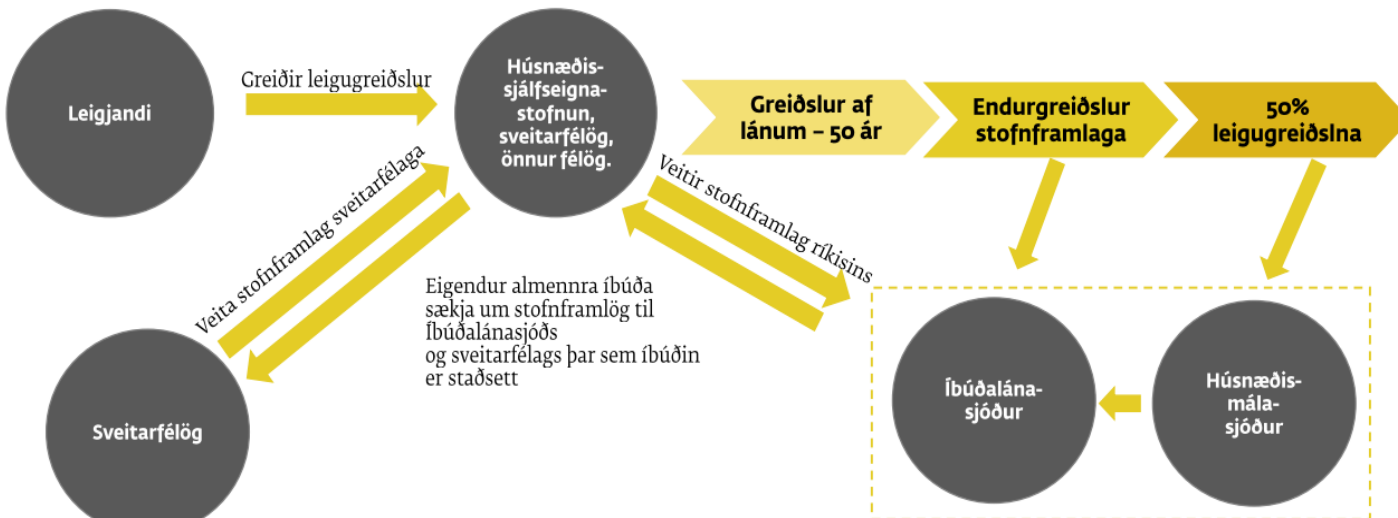 Leigjandi
Greiðir leigugreiðslur
Húsnæðis-
sjálfseigna-
stofnun,
sveitarfélög,
önnur félög.
Greiðslur af
lánum – 50 ár
Endurgreiðslur
stofnframlaga
50%
leigugreiðslna
Veita stofnframlag sveitarfélaga
Veitir stofnframlag ríkisins
Eigendur almennra íbúða
sækja um stofnframlög til
Íbúðalánasjóðs
og sveitarfélags þar sem íbúðin
er staðsett
Sveitarfélög
Íbúðalána-
sjóður
Húsnæðis-
mála-
sjóður